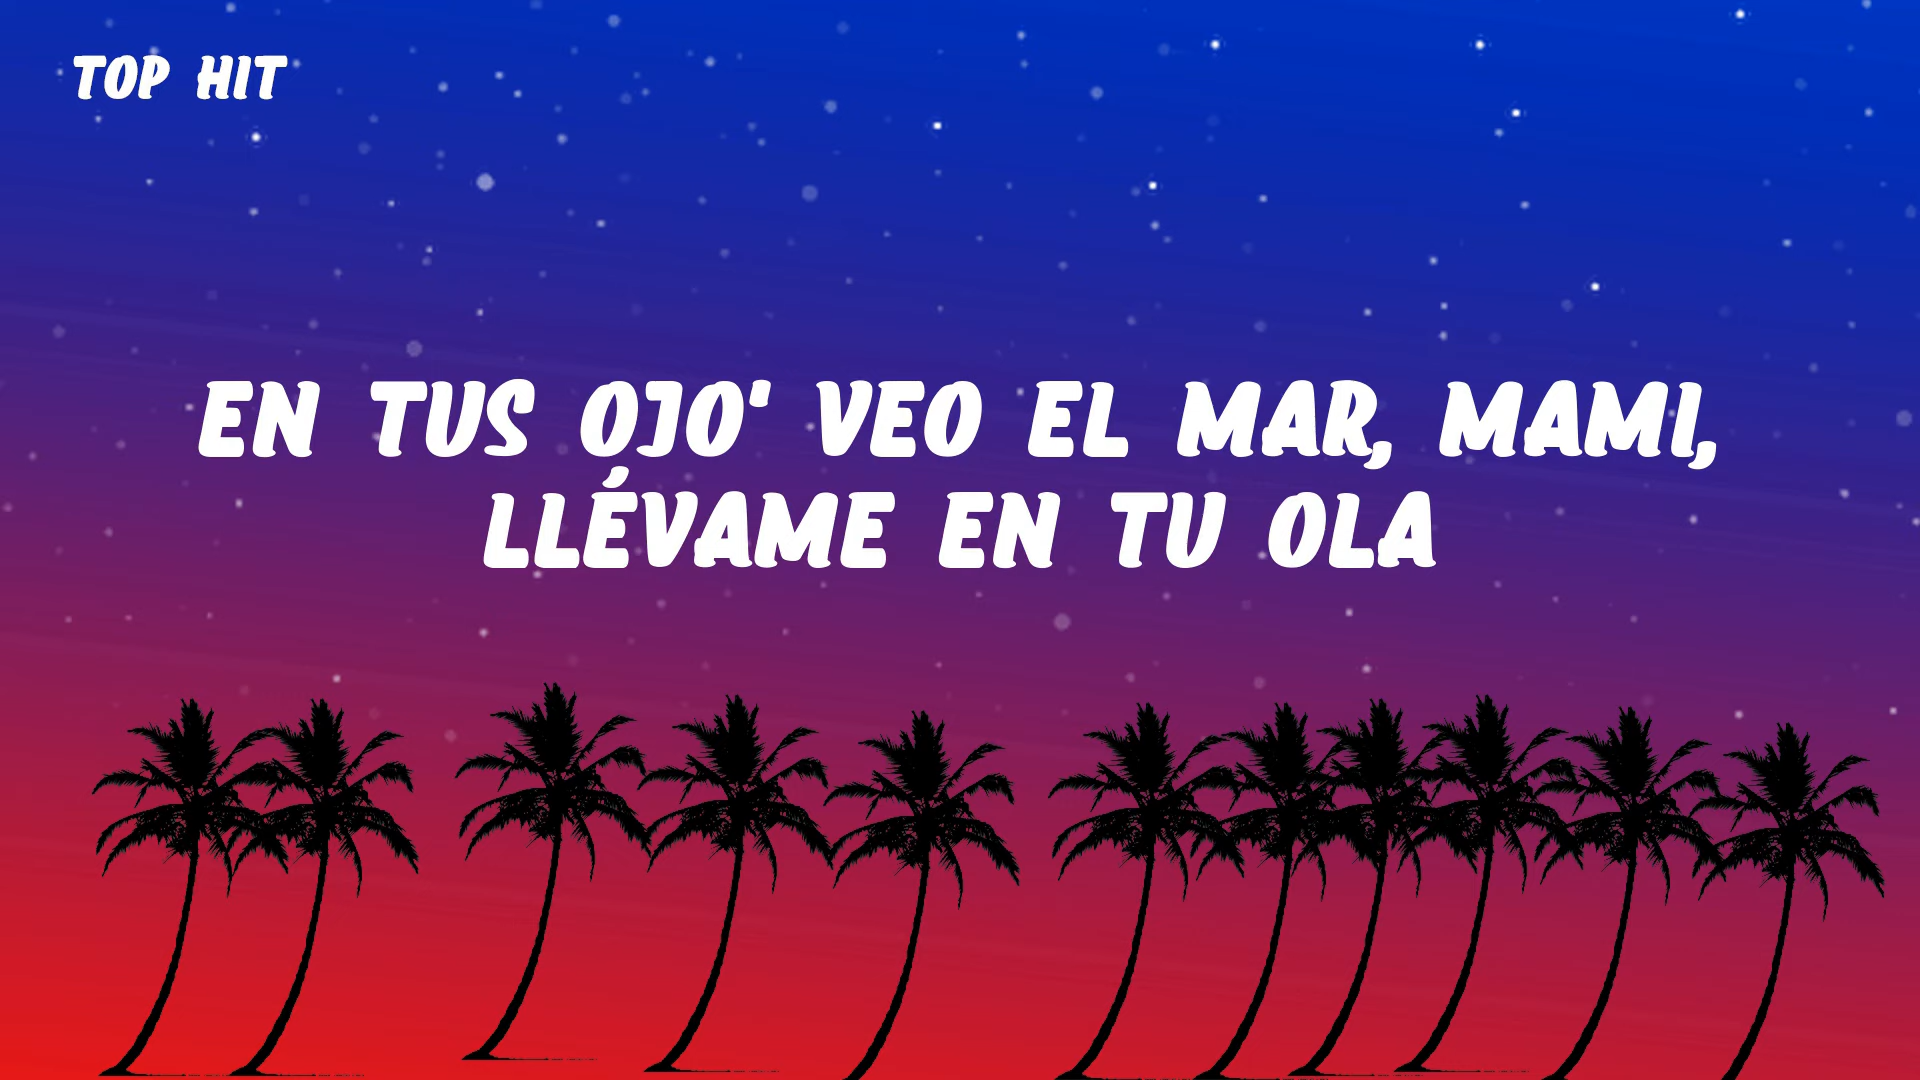 TOP HIT
EN TUS OJO' VEO EL MAR, MAMI,
LLÉVAME EN TU OLA